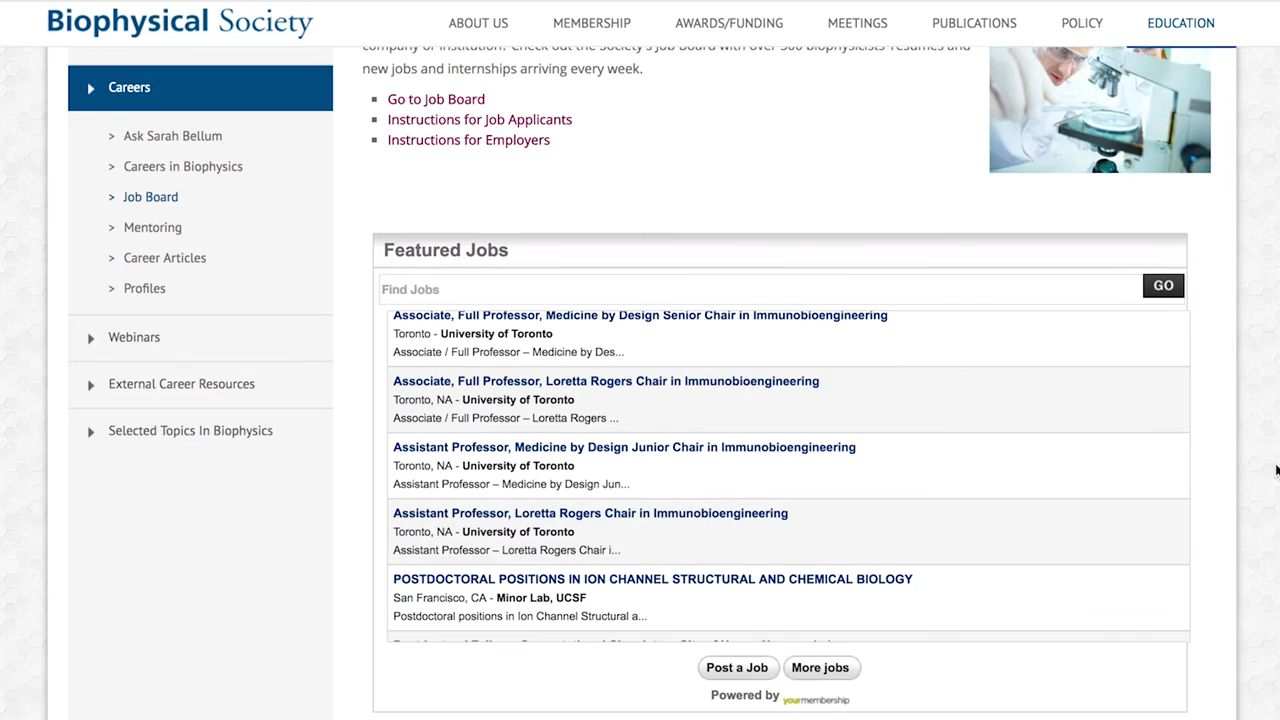 Biophysical Society
ABOUT US MEMBERSHIP AWARDS/FUNDING MEETINGS PUBLICATIONS POLICY EDUCATION
new jobs and internships arriving every week.
Go to Job Board
Instructions for Job Applicants
Instructions for Employers
Careers
> Ask Sarah Bellum
> Careers in Biophysics
> Job Board
> Mentoring
> Career Articles
> Profiles
Webinars
External Career Resources
Selected Topics In Biophysics
Featured Jobs
Find Jobs GO
Associate, Full Professor, Medicine by Design Senior Chair in Immunobioengineering
Toronto - University of Toronto
Associate / Full Professor – Medicine by Des...
Associate, Full Professor, Loretta Rogers Chair in Immunobioengineering
Toronto, NA - University of Toronto
Associate / Full Professor – Loretta Rogers ...
Assistant Professor, Medicine by Design Junior Chair in Immunobioengineering
Toronto, NA - University of Toronto
Assistant Professor – Medicine by Design Jun...
Assistant Professor, Loretta Rogers Chair in Immunobioengineering
Toronto, NA - University of Toronto
Assistant Professor – Loretta Rogers Chair i...
POSTDOCTORAL POSITIONS IN ION CHANNEL STRUCTURAL AND CHEMICAL BIOLOGY
San Francisco, CA - Minor Lab, UCSF
Postdoctoral positions in Ion Channel Structural a...
Post a Job More jobs
Powered by yourmembership